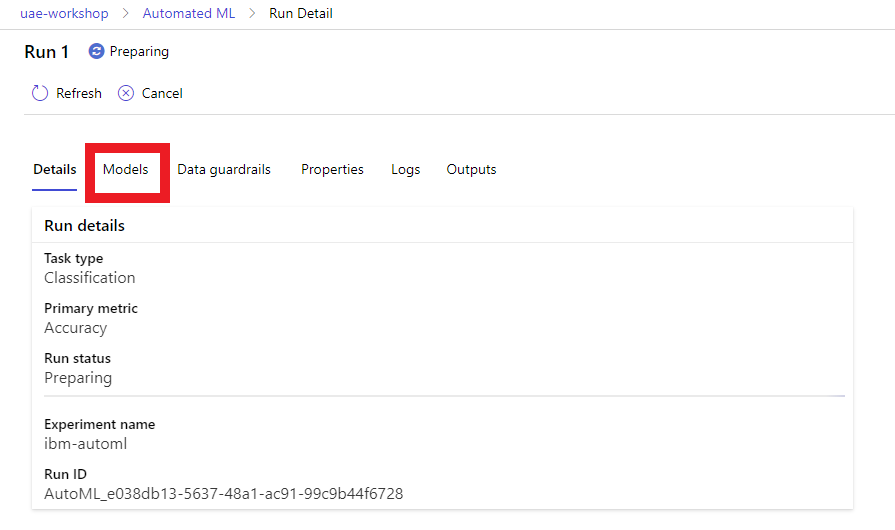 uae-workshop > Automated ML > Run Detail
Run 1 Preparing
Refresh Cancel
Details Models Data guardrails Properties Logs Outputs
Run details
Task type
Classification
Primary metric
Accuracy
Run status
Preparing
Experiment name
ibm-automl
Run ID
AutoML_e038db13-5637-48a1-ac91-99c9b44f6728